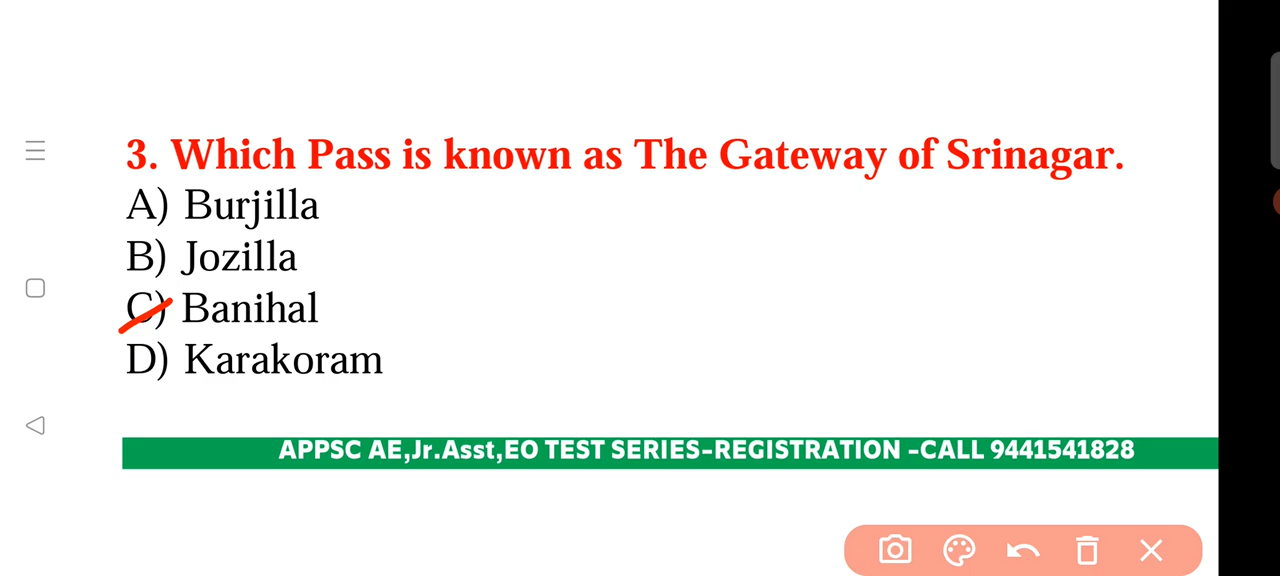 3. Which Pass is known as The Gateway of Srinagar.
A) Burjilla
B) Jozilla
C) Banihal
D) Karakoram
APPSC AE,Jr.Asst,EO TEST SERIES-REGISTRATION -CALL 9441541828